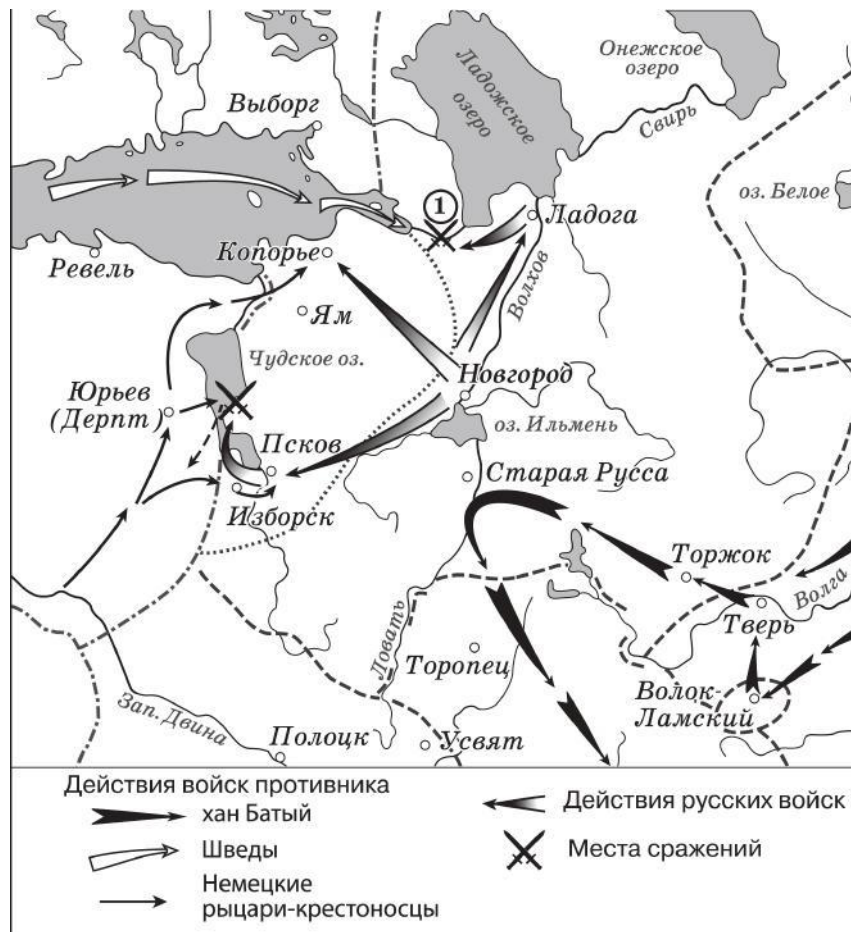 Онежское
озеро
Ладожское
озеро
Выборг
Свирь
оз. Белое
1
Ладога
Ревель
Копорье
Волхов
Ям
Чудское оз.
Новгород
Юрьев
(Дерпт)
оз. Ильмень
Псков
Старая Русса
Изборск
Торжок
Волга
Тверь
Ловать
Торопец
Волок-
Ламский
Зап. Двина
Полоцк
Усвят
Действия войск противника
хан Батый
Шведы
Немецкие
рыцари-крестоносцы
Действия русских войск
Места сражений